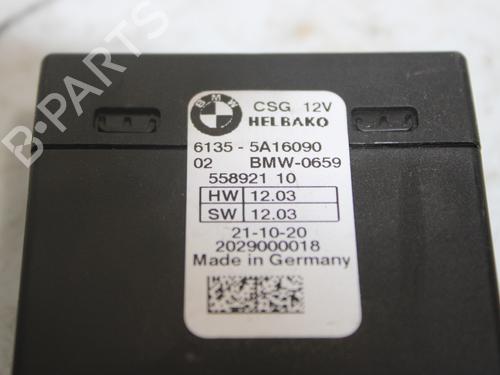 BMW
CSG 12V
HELBAKO
6135 - 5A16090
02 BMW-0659
558921 10
HW 12.03
SW 12.03
21-10-20
2029000018
Made in Germany
B-PARTS